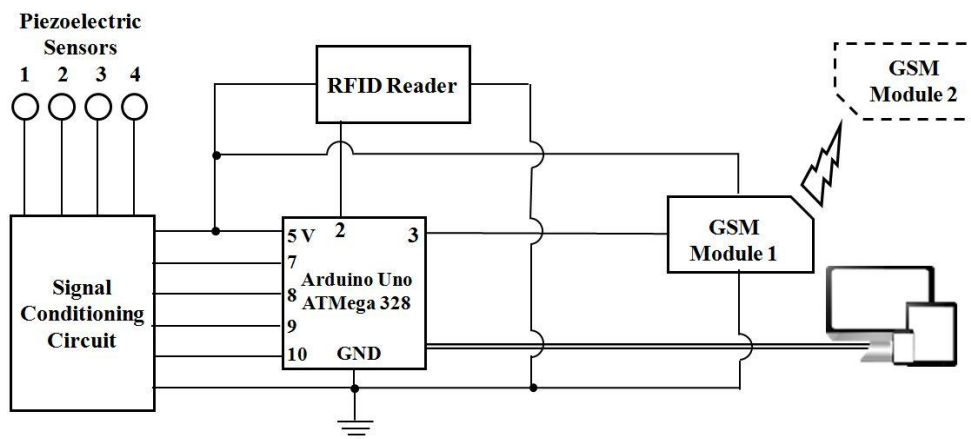 Piezoelectric
Sensors
1 2 3 4
RFID Reader
GSM
Module 2
GSM
Module 1
5 V 2 3
7
Arduino Uno
8 ATMega 328
9
10 GND
Signal
Conditioning
Circuit